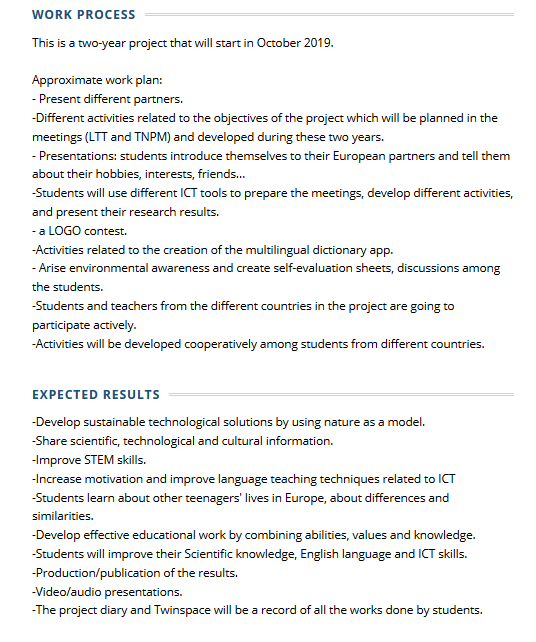 WORK PROCESS
This is a two-year project that will start in October 2019.
Approximate work plan:
- Present different partners.
-Different activities related to the objectives of the project which will be planned in the
meetings (LTT and TNPM) and developed during these two years.
- Presentations: students introduce themselves to their European partners and tell them
about their hobbies, interests, friends...
-Students will use different ICT tools to prepare the meetings, develop different activities,
and present their research results.
- a LOGO contest.
-Activities related to the creation of the multilingual dictionary app.
- Arise environmental awareness and create self-evaluation sheets, discussions among
the students.
-Students and teachers from the different countries in the project are going to
participate actively.
-Activities will be developed cooperatively among students from different countries.
EXPECTED RESULTS
-Develop sustainable technological solutions by using nature as a model.
-Share scientific, technological and cultural information.
-Improve STEM skills.
-Increase motivation and improve language teaching techniques related to ICT
-Students learn about other teenagers' lives in Europe, about differences and
similarities.
-Develop effective educational work by combining abilities, values and knowledge.
-Students will improve their Scientific knowledge, English language and ICT skills.
-Production/publication of the results.
-Video/audio presentations.
-The project diary and Twinspace will be a record of all the works done by students.